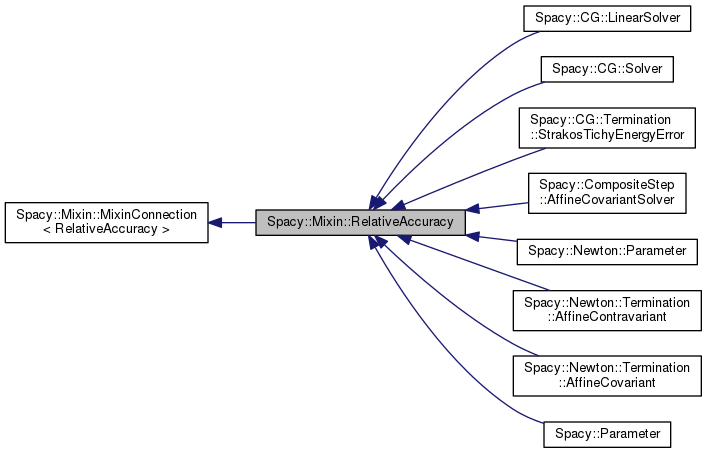 Spacy::CG::LinearSolver
Spacy::CG::Solver
Spacy::CG::Termination
::StrakosTichyEnergyError
Spacy::CompositeStep
::AffineCovariantSolver
Spacy::Mixin::MixinConnection
< RelativeAccuracy >
Spacy::Mixin::RelativeAccuracy
Spacy::Newton::Parameter
Spacy::Newton::Termination
::AffineContravariant
Spacy::Newton::Termination
::AffineCovariant
Spacy::Parameter